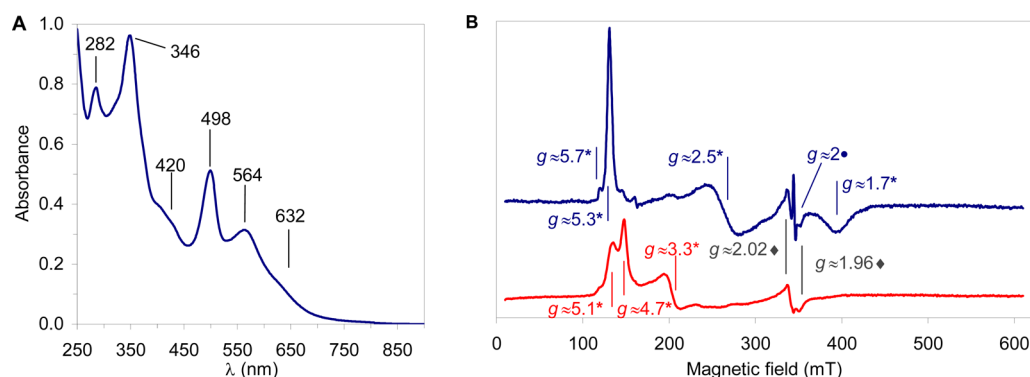 A
Absorbance
1.0
0.8
0.6
0.4
0.2
0.0
282
346
420
498
564
632
250
350
450
550
650
750
850
λ (nm)
B
g≈5.7*
g≈5.3*
g≈2.5*
g≈2●
g≈1.7*
g≈2.02♦
g≈1.96♦
g≈3.3*
g≈5.1*
g≈4.7*
0
100
200
300
400
500
600
Magnetic field (mT)